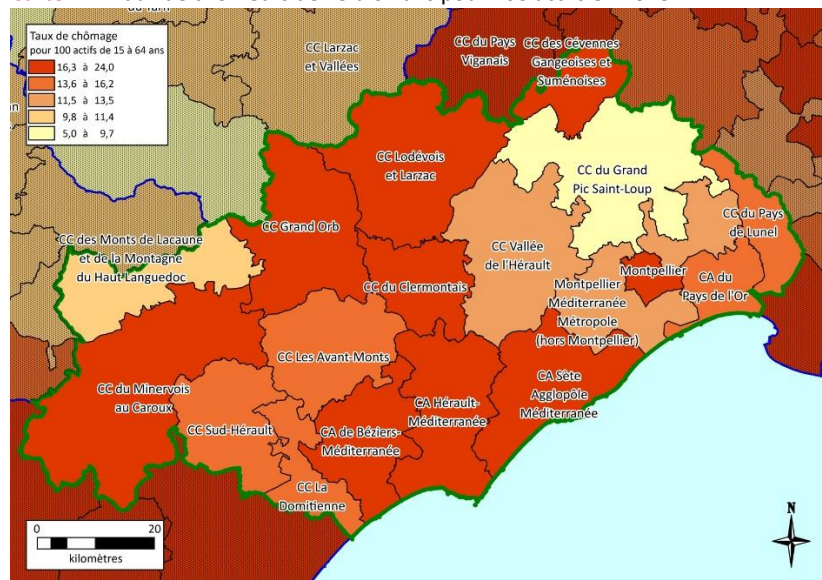 Taux de chômage
pour 100 actifs de 15 à 64 ans
16,3 à 24,0
13,6 à 16,2
11,5 à 13,5
9,8 à 11,4
5,0 à 9,7
CC Larzac
et Vallées
CC du Pays
Viganais
CC des Cévennes
Gangeoises et
Suménoises
CC Lodévois
et Larzac
CC du Grand
Pic Saint-Loup
CC Grand Orb
CC du Pays
de Lunel
CC des Monts de Lacaune
et de la Montagne
du Haut Languedoc
CC Vallée
de l'Hérault
Montpellier
CA du
Pays de l'Or
CC du Clermontais
Montpellier
Méditerranée
Métropole
(hors Montpellier)
CC Les Avant-Monts
CC du Minervois
au Caroux
CA Sète
Agglopôle
Méditerranée
CA Hérault-
Méditerranée
CC Sud-Hérault
CA de Béziers-
Méditerranée
CC La
Domitienne
0 20
kilomètres
N